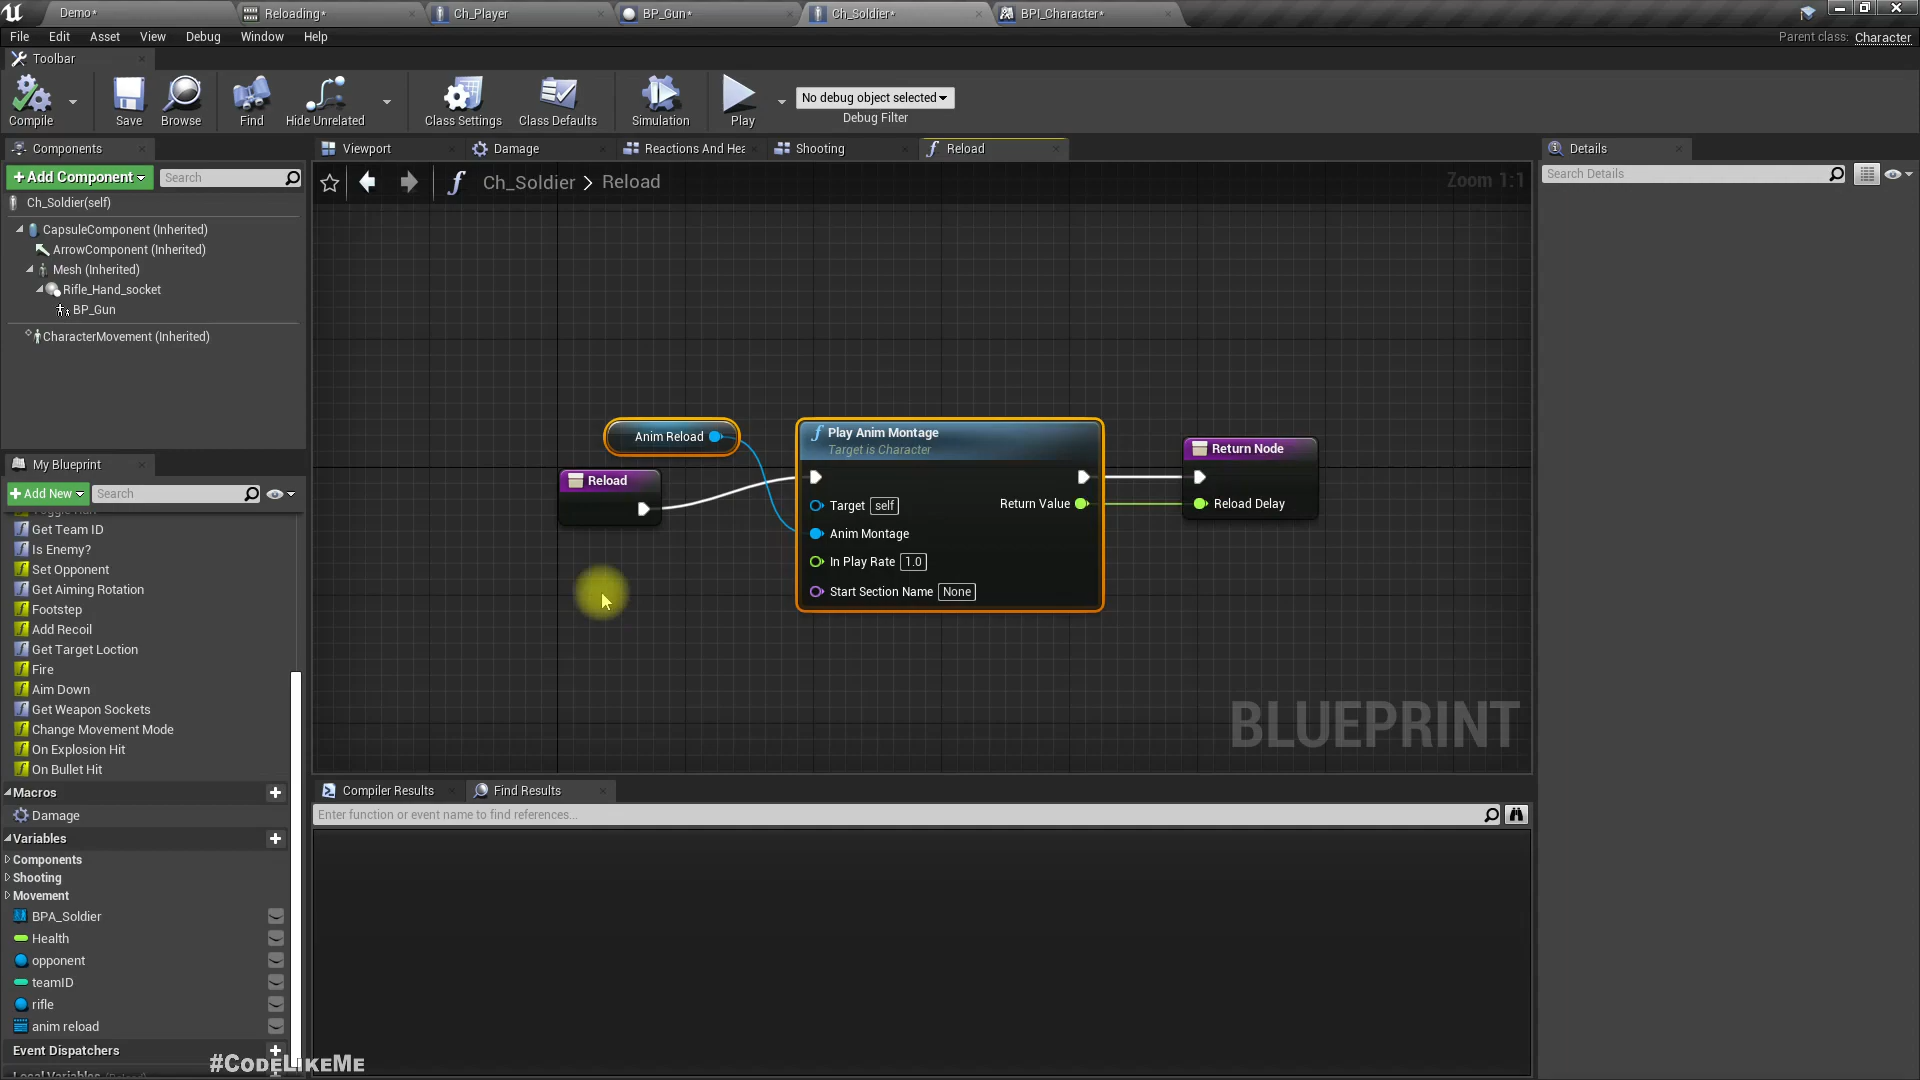 Demo*
Reloading*
Ch_Player
BP_Gun*
Ch_Soldier*
BPI_Character*
File
Edit
Asset
View
Debug
Window
Help
Parent class:
Character
Toolbar
Compile
Save
Browse
Find
Hide Unrelated
Class Settings
Class Defaults
Simulation
Play
No debug object selected
Debug Filter
Components
Viewport
Damage
Reactions And Hea
Shooting
Reload
Details
+Add Component
Search
Ch_Soldier > Reload
Zoom 1:1
Search Details
Ch_Soldier(self)
CapsuleComponent (Inherited)
ArrowComponent (Inherited)
Mesh (Inherited)
Rifle_Hand_socket
BP_Gun
CharacterMovement (Inherited)
My Blueprint
+Add New
Search
Get Team ID
Is Enemy?
Set Opponent
Get Aiming Rotation
Footstep
Add Recoil
Get Target Loction
Fire
Aim Down
Get Weapon Sockets
Change Movement Mode
On Explosion Hit
On Bullet Hit
Macros
Damage
Variables
Components
Shooting
Movement
BPA_Soldier
Health
opponent
teamID
rifle
anim reload
Event Dispatchers
Local Variables (Reload)
Anim Reload
Reload
Play Anim Montage
Target is Character
Target self
Return Value
Anim Montage
In Play Rate 1.0
Start Section Name None
Return Node
Reload Delay
BLUEPRINT
Compiler Results
Find Results
Enter function or event name to find references...
#CodeLikeMe